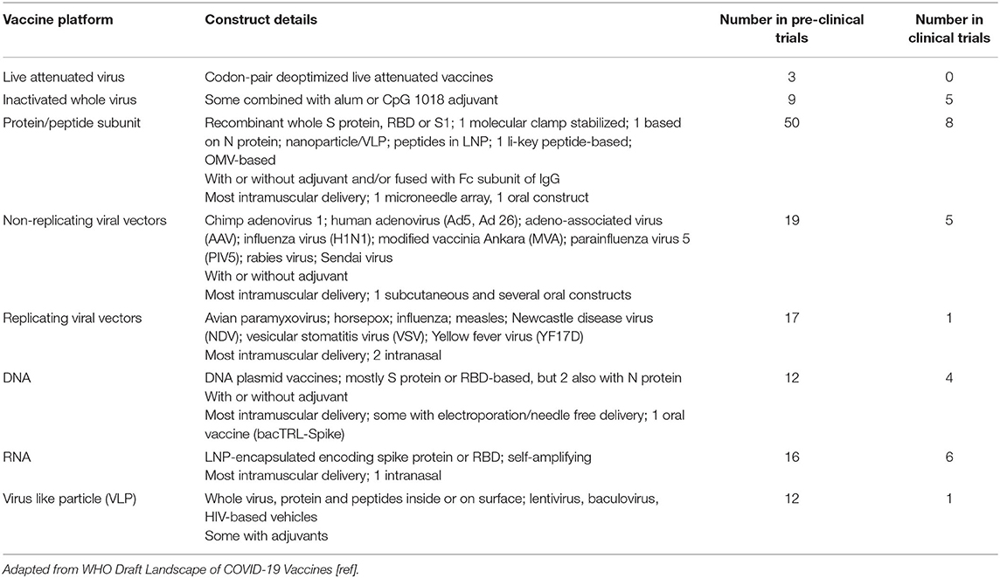 Vaccine platform Construct details Number in pre-clinical Number in
trials clinical trials
Live attenuated virus Codon-pair deoptimized live attenuated vaccines 3 0
Inactivated whole virus Some combined with alum or CpG 1018 adjuvant 9 5
Protein/peptide subunit Recombinant whole S protein, RBD or S1; 1 molecular clamp stabilized; 1 based 50 8
on N protein; nanoparticle/VLP; peptides in LNP; 1 li-key peptide-based;
OMV-based
With or without adjuvant and/or fused with Fc subunit of IgG
Most intramuscular delivery; 1 microneedle array, 1 oral construct
Non-replicating viral vectors Chimp adenovirus 1; human adenovirus (Ad5, Ad 26); adeno-associated virus 19 5
(AAV); influenza virus (H1N1); modified vaccinia Ankara (MVA); parainfluenza virus 5
(PIV5); rabies virus; Sendai virus
With or without adjuvant
Most intramuscular delivery; 1 subcutaneous and several oral constructs
Replicating viral vectors Avian paramyxovirus; horsepox; influenza; measles; Newcastle disease virus 17 1
(NDV); vesicular stomatitis virus (VSV); Yellow fever virus (YF17D)
Most intramuscular delivery; 2 intranasal
DNA DNA plasmid vaccines; mostly S protein or RBD-based, but 2 also with N protein 12 4
With or without adjuvant
Most intramuscular delivery; some with electroporation/needle free delivery; 1 oral
vaccine (bacTRL-Spike)
RNA LNP-encapsulated encoding spike protein or RBD; self-amplifying 16 6
Most intramuscular delivery; 1 intranasal
Virus like particle (VLP) Whole virus, protein and peptides inside or on surface; lentivirus, baculovirus, 12 1
HIV-based vehicles
Some with adjuvants
Adapted from WHO Draft Landscape of COVID-19 Vaccines [ref].